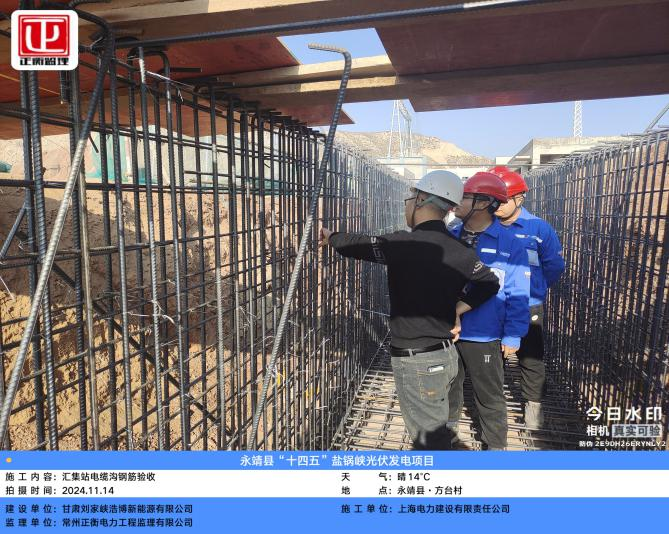 正
正衡监理
今日水印
相机 真实可验
防伪 2E9DH26ERYNLY2
永靖县“十四五”盐锅峡光伏发电项目
施工内容：汇集站电缆沟钢筋验收
天气：晴14℃
拍摄时间：2024.11.14
地点：永靖县·方台村
建设单位：甘肃刘家峡浩博新能源有限公司
施工单位：上海电力建设有限责任公司
监理单位：常州正衡电力工程监理有限公司